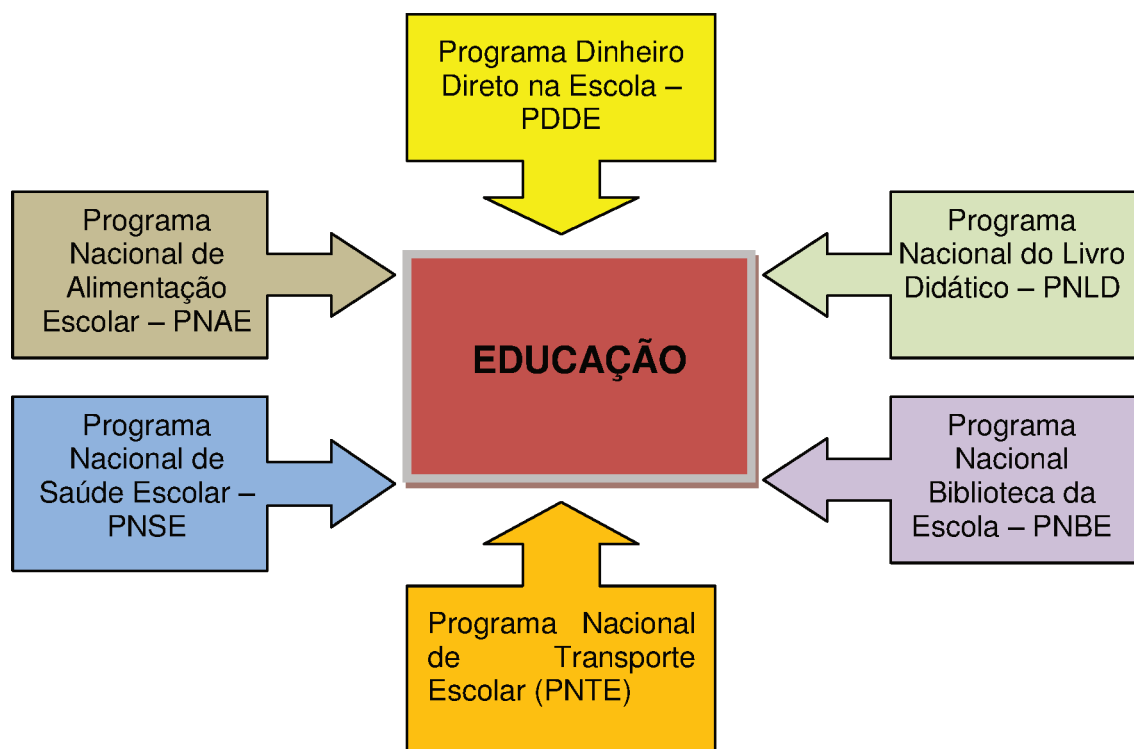 Programa Dinheiro
Direto na Escola –
PDDE
Programa
Nacional de
Alimentação
Escolar – PNAE
Programa
Nacional do Livro
Didático – PNLD
EDUCAÇÃO
Programa
Nacional de
Saúde Escolar –
PNSE
Programa
Nacional
Biblioteca da
Escola – PNBE
Programa Nacional
de Transporte
Escolar (PNTE)